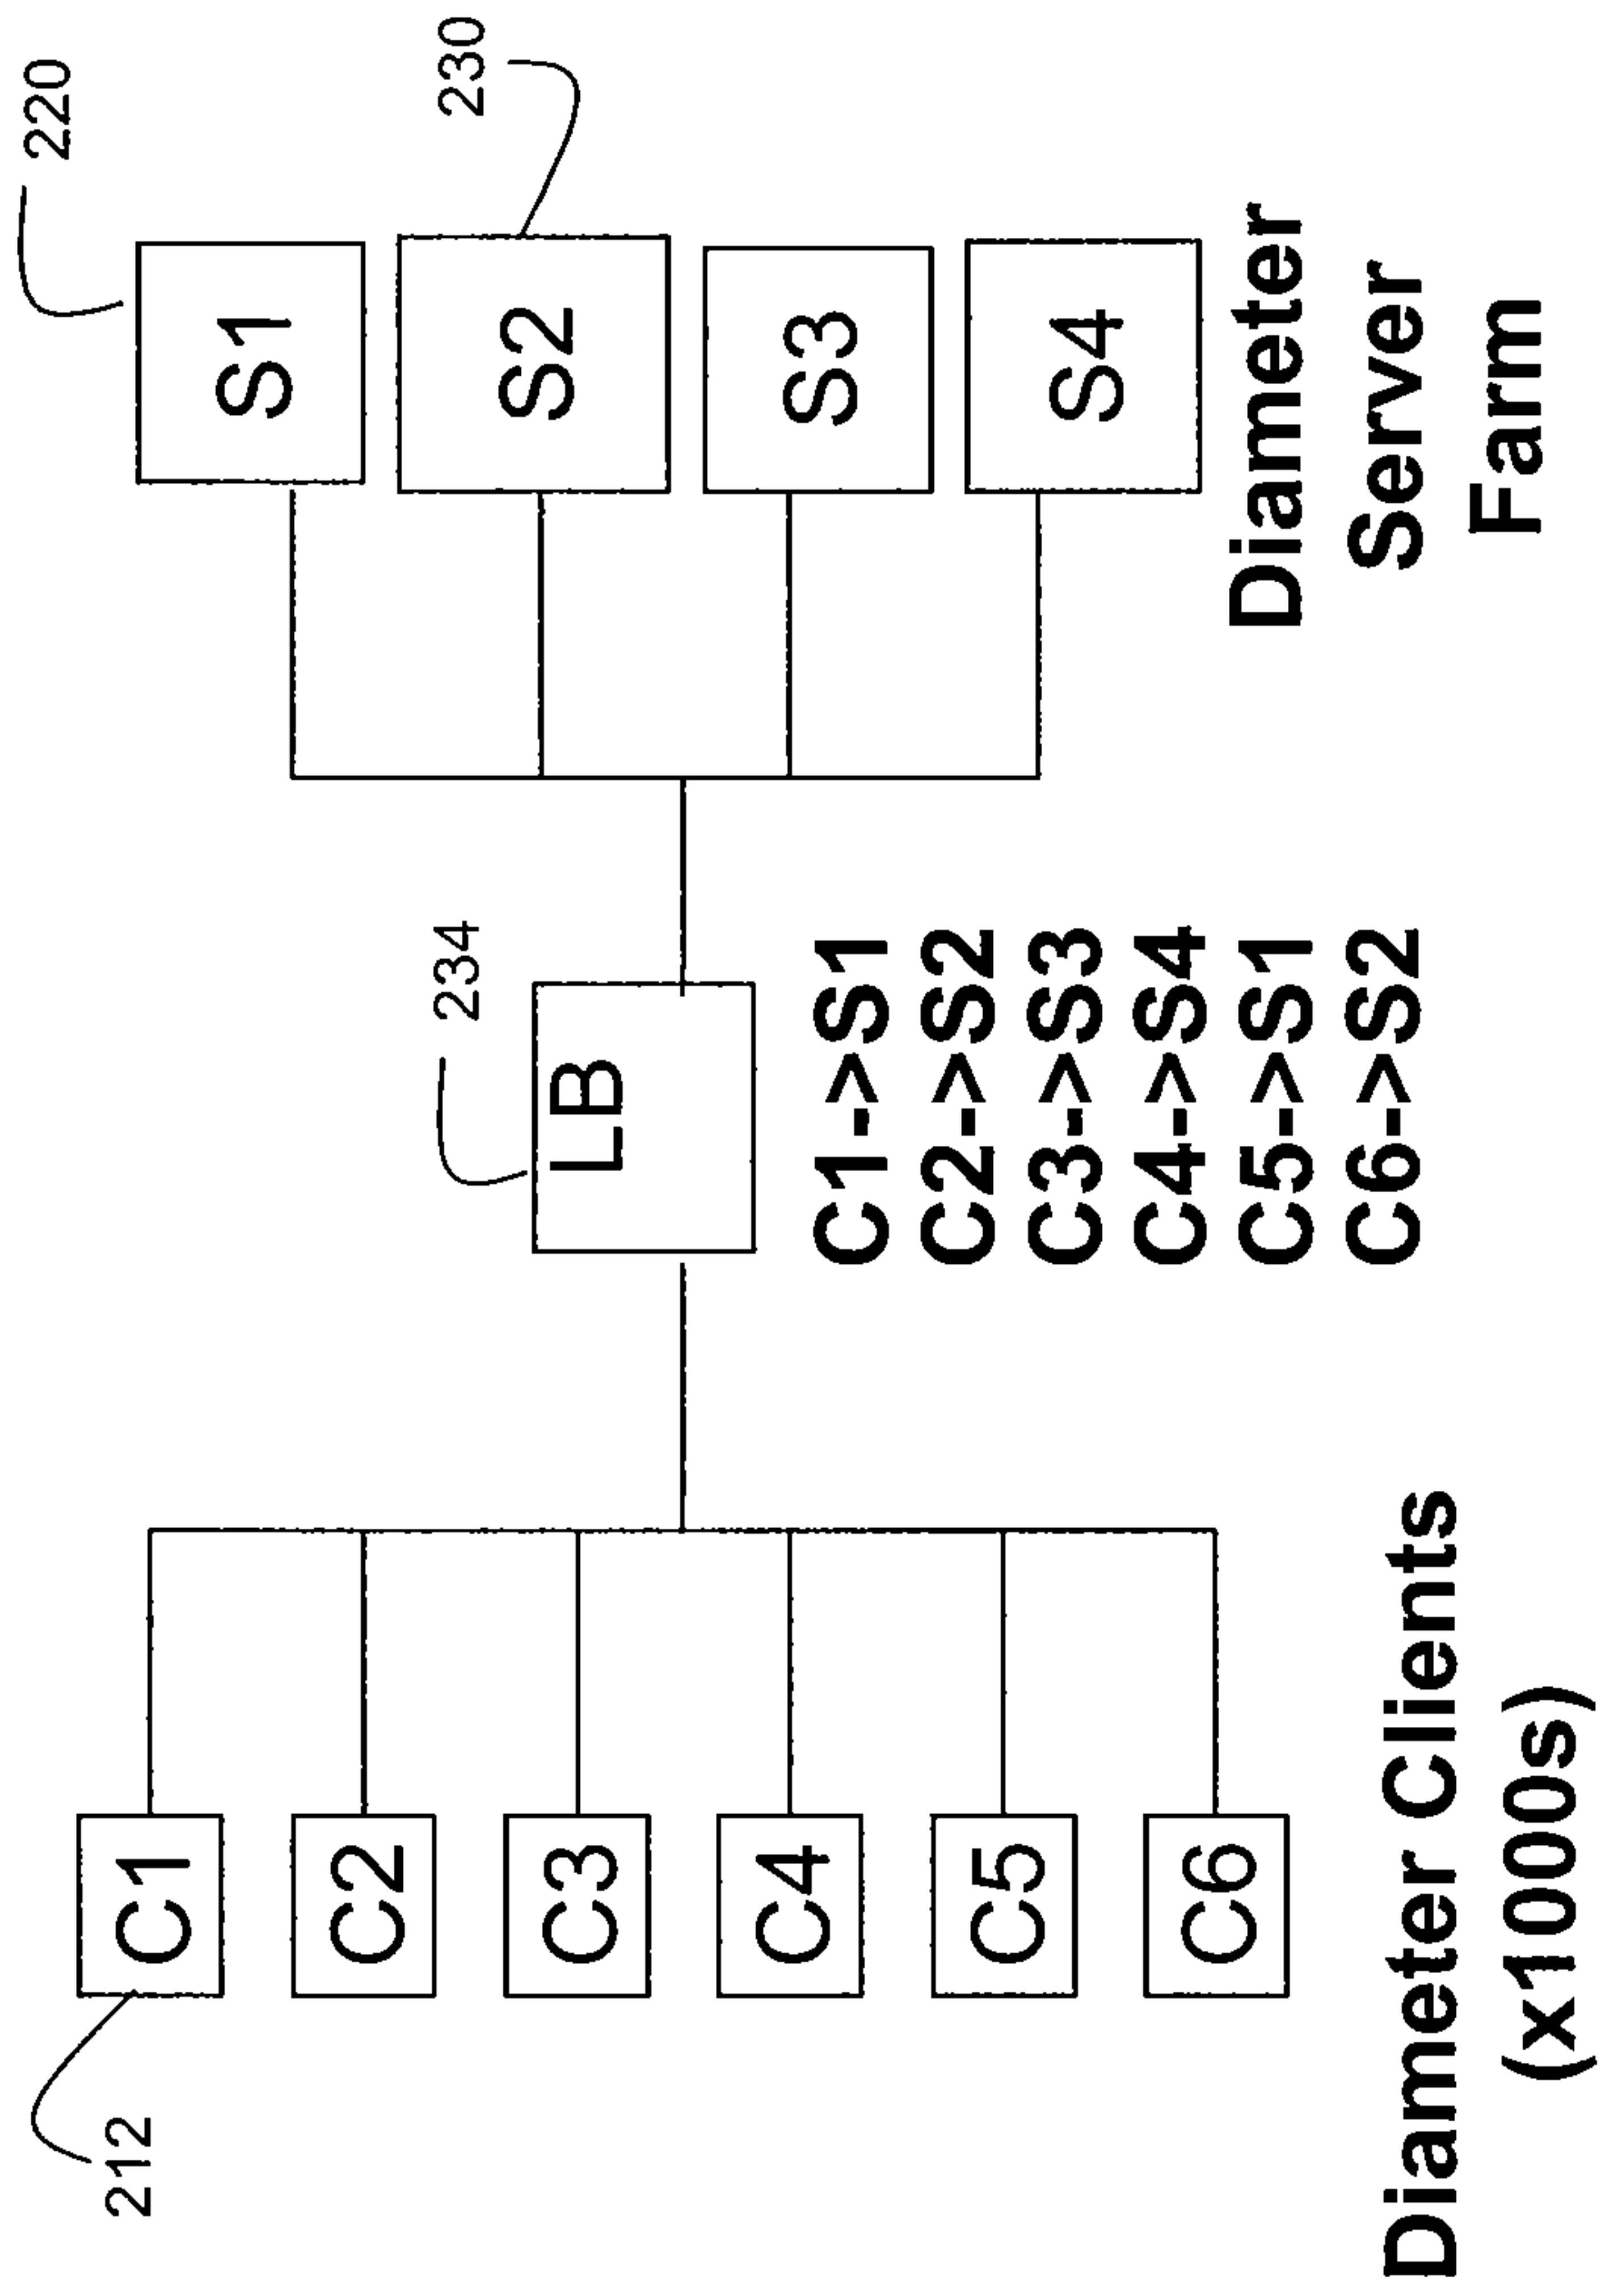 212
C1
C2
C3
C4
C5
C6
Diameter Clients
(x1000s)
234
LB
C1->S1
C2->S2
C3->S3
C4->S4
C5->S1
C6->S2
220
S1
230
S2
S3
S4
Diameter
Server
Farm